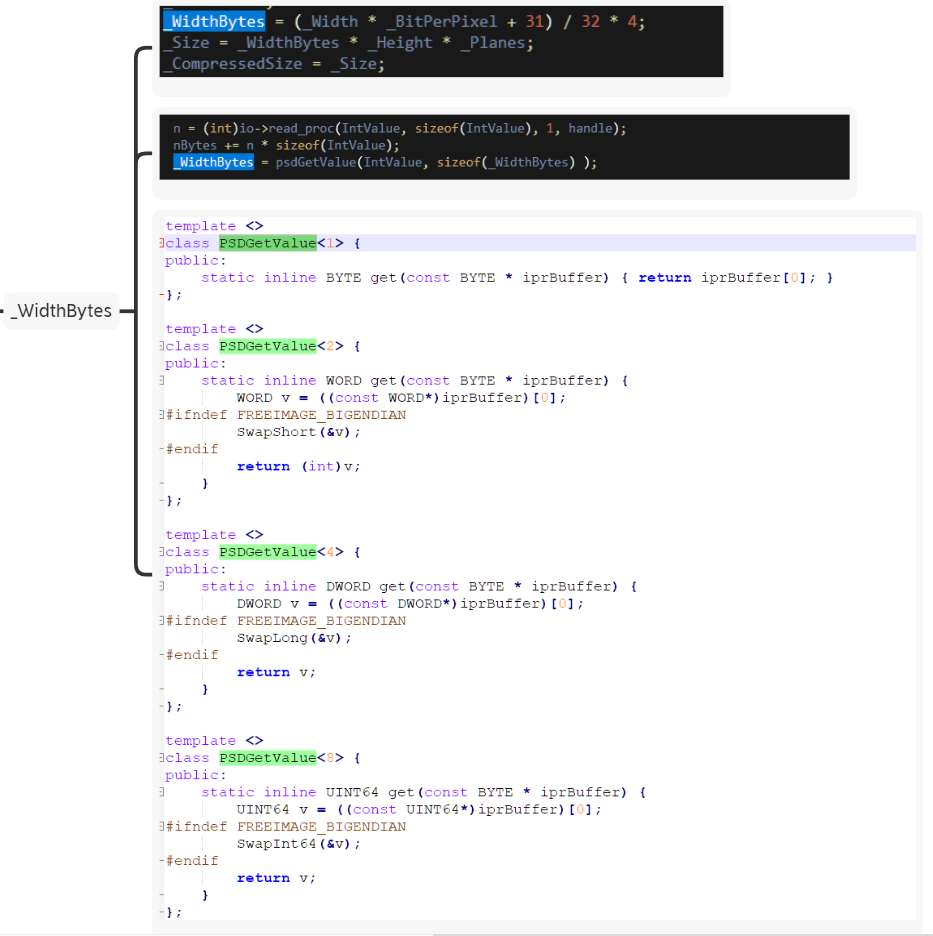 _WidthBytes
_WidthBytes = (_Width * _BitPerPixel + 31) / 32 * 4;
_Size = _WidthBytes * _Height * _Planes;
_CompressedSize = _Size;
n = (int)io->read_proc(IntValue, sizeof(IntValue), 1, handle);
nBytes += n * sizeof(IntValue);
_WidthBytes = psdGetValue(IntValue, sizeof(_WidthBytes) );
template <>
class PSDGetValue<1> {
public:
static inline BYTE get(const BYTE * iprBuffer) { return iprBuffer[0]; }
};
template <>
class PSDGetValue<2> {
public:
static inline WORD get(const BYTE * iprBuffer) {
WORD v = ((const WORD*)iprBuffer)[0];
#ifndef FREEIMAGE_BIGENDIAN
SwapShort(&v);
#endif
return (int)v;
}
};
template <>
class PSDGetValue<4> {
public:
static inline DWORD get(const BYTE * iprBuffer) {
DWORD v = ((const DWORD*)iprBuffer)[0];
#ifndef FREEIMAGE_BIGENDIAN
SwapLong(&v);
#endif
return v;
}
};
template <>
class PSDGetValue<8> {
public:
static inline UINT64 get(const BYTE * iprBuffer) {
UINT64 v = ((const UINT64*)iprBuffer)[0];
#ifndef FREEIMAGE_BIGENDIAN
SwapInt64(&v);
#endif
return v;
}
};